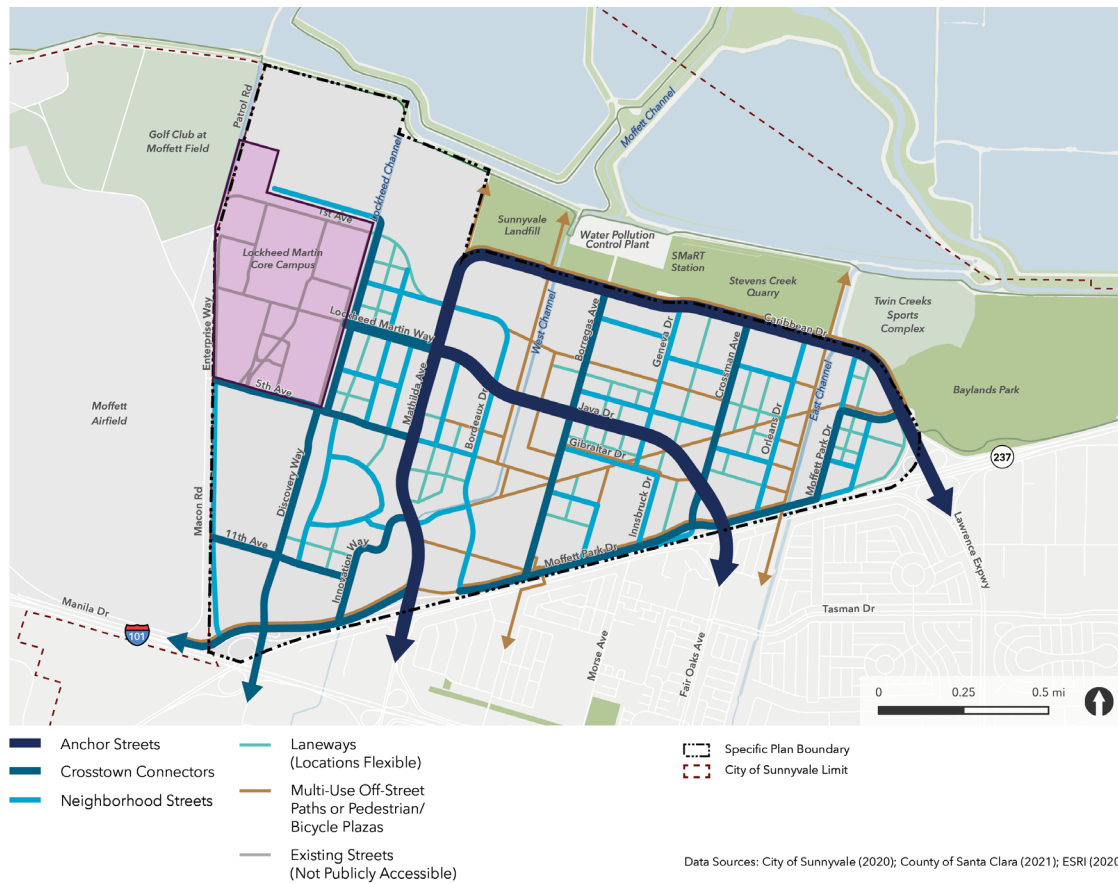 Patrol Rd
Golf Club at
Moffett Field
Lockheed Channel
Moffett Channel
1st Ave
Sunnyvale
Landfill
Water Pollution
Control Plant
SMaRT
Station
Stevens Creek
Quarry
Twin Creeks
Sports
Complex
Lockheed Martin
Core Campus
Enterprise Way
Lockheed Martin Way
West Channel
Borregas Ave
Geneva Dr
Crossman Ave
Caribbean Dr
East Channel
Baylands Park
5th Ave
Mathilda Ave
Bordeaux Dr
Java Dr
Gibraltar Dr
Orleans Dr
Moffett Park Dr
237
Moffett
Airfield
Macon Rd
Discovery Way
Innsbruck Dr
11th Ave
Innovation Way
Moffett Park Dr
Lawrence Expwy
Manila Dr
101
Tasman Dr
Morse Ave
Fair Oaks Ave
0 0.25 0.5 mi
Anchor Streets
Crosstown Connectors
Neighborhood Streets
Laneways
(Locations Flexible)
Multi-Use Off-Street
Paths or Pedestrian/
Bicycle Plazas
Existing Streets
(Not Publicly Accessible)
Specific Plan Boundary
City of Sunnyvale Limit
Data Sources: City of Sunnyvale (2020); County of Santa Clara (2021); ESRI (2020